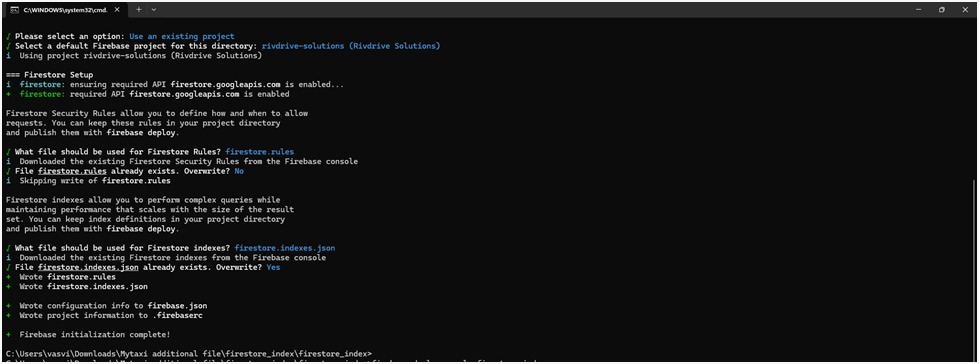 C:\WINDOWS\system32\cmd.
√ Please select an option: Use an existing project
√ Select a default Firebase project for this directory: rivdrive-solutions (Rivdrive Solutions)
i  Using project rivdrive-solutions (Rivdrive Solutions)
=== Firestore Setup
i  firestore: ensuring required API firestore.googleapis.com is enabled...
+  firestore: required API firestore.googleapis.com is enabled
Firestore Security Rules allow you to define how and when to allow
requests. You can keep these rules in your project directory
and publish them with firebase deploy.
√ What file should be used for Firestore Rules? firestore.rules
i  Downloaded the existing Firestore Security Rules from the Firebase console
√ File firestore.rules already exists. Overwrite? No
i  Skipping write of firestore.rules
Firestore indexes allow you to perform complex queries while
maintaining performance that scales with the size of the result
set. You can keep index definitions in your project directory
and publish them with firebase deploy.
√ What file should be used for Firestore indexes? firestore.indexes.json
i  Downloaded the existing Firestore indexes from the Firebase console
√ File firestore.indexes.json already exists. Overwrite? Yes
+  Wrote firestore.rules
+  Wrote firestore.indexes.json
+  Wrote configuration info to firebase.json
+  Wrote project information to .firebaserc
+  Firebase initialization complete!
C:\Users\vasvi\Downloads\Mytaxi additional file\firestore_index\firestore_index>